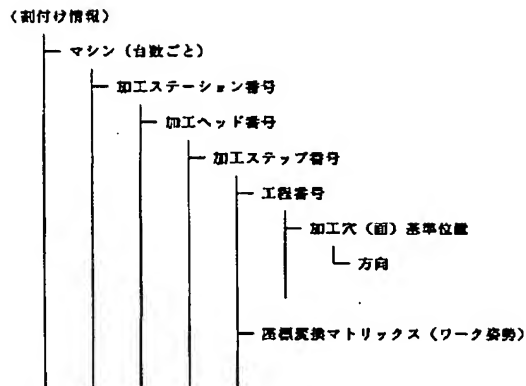 （割付け情報）
マシン（台数ごと）
加工ステーション番号
加工ヘッド番号
加工ステップ番号
工程番号
加工穴（面）基準位置
方向
座標変換マトリックス（ワーク姿勢）